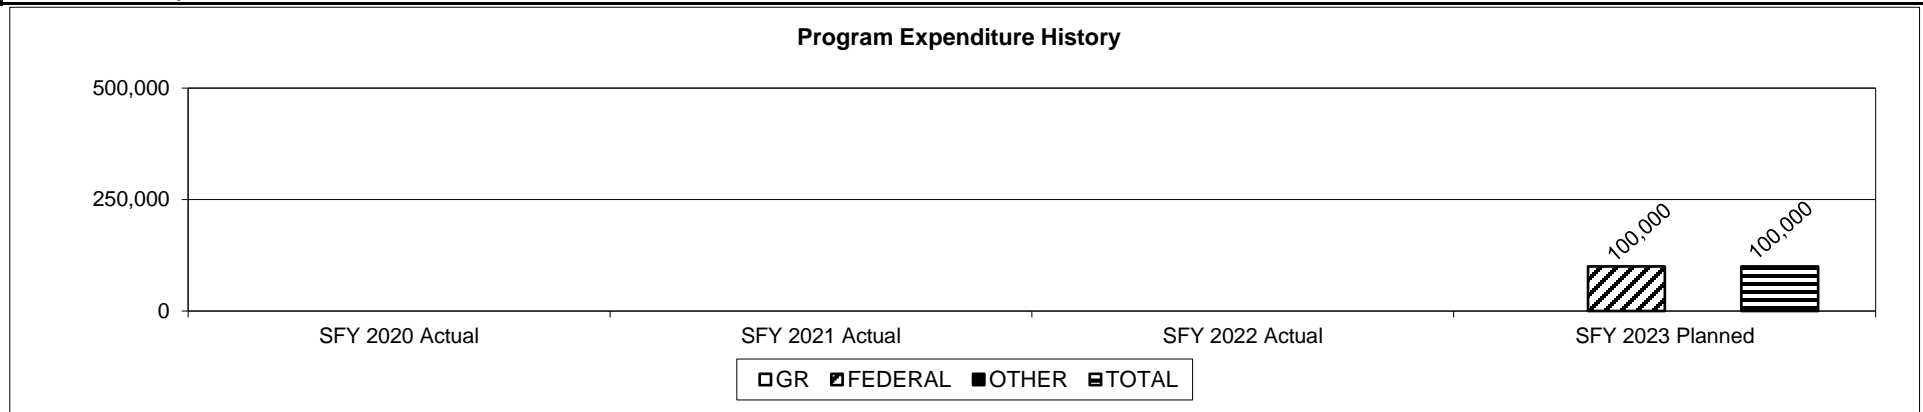 Program Expenditure History
500,000
250,000
0
100,000
100,000
SFY 2020 Actual
SFY 2021 Actual
SFY 2022 Actual
SFY 2023 Planned
GR FEDERAL OTHER TOTAL